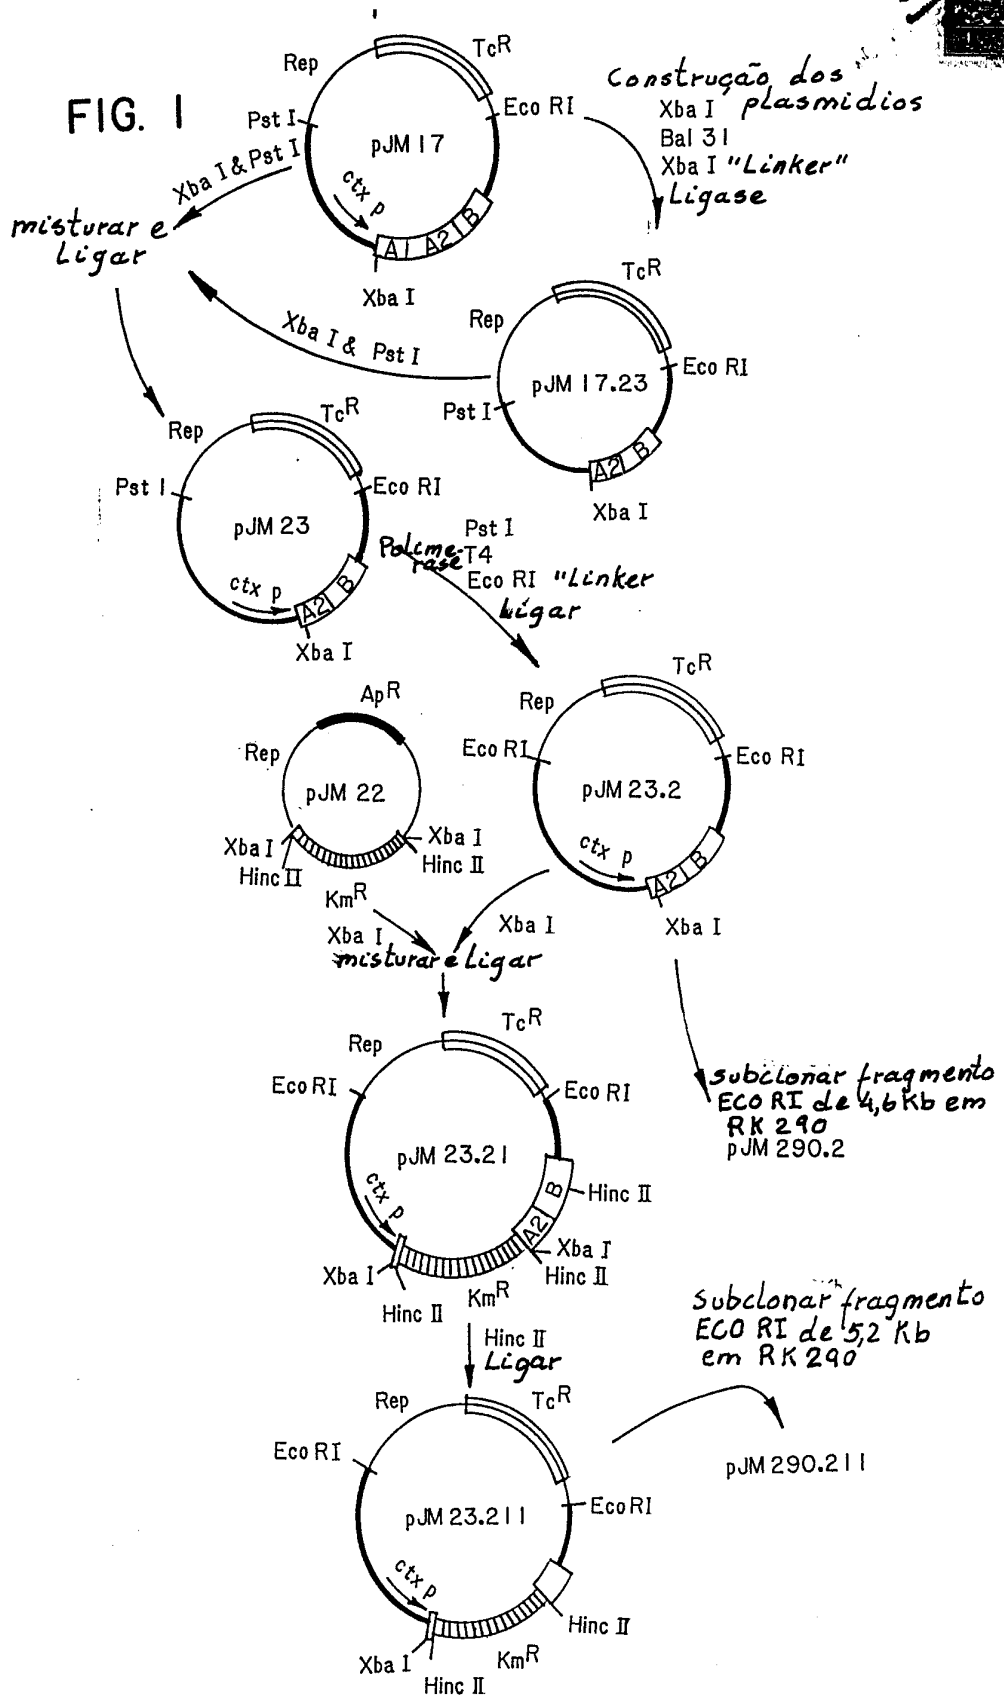 FIG. 1
Construção dos
plasmidios
Xba I
Bal 31
Xba I "Linker"
Ligase
Rep
TcR
Pst I
Eco RI
pJM 17
ctx p
A1 A2 B
Xba I
Xba I & Pst I
misturar e
Ligar
Xba I & Pst I
TcR
Rep
Eco RI
pJM 17.23
Pst I
A2 B
Xba I
Rep
TcR
Pst I
Eco RI
pJM 23
ctx p
A2 B
Xba I
Pst I
Polime-
rase T4
Eco RI "Linker
Ligar
ApR
Rep
pJM 22
Xba I
Hinc II
Xba I
Hinc II
KmR
Xba I
TcR
Rep
Eco RI
Eco RI
pJM 23.2
ctx p
A2 B
Xba I
Xba I
misturar e Ligar
subclonar fragmento
ECO RI de 4,6 Kb em
RK 290
pJM 290.2
Rep
TcR
Eco RI
Eco RI
pJM 23.21
ctx p
B
A2
Hinc II
Xba I
Hinc II
Xba I
Hinc II
KmR
Hinc II
Ligar
Subclonar fragmento
ECO RI de 5,2 Kb
em RK 290
pJM 290.211
Rep
TcR
Eco RI
Eco RI
pJM 23.211
ctx p
Hinc II
Xba I
Hinc II
KmR